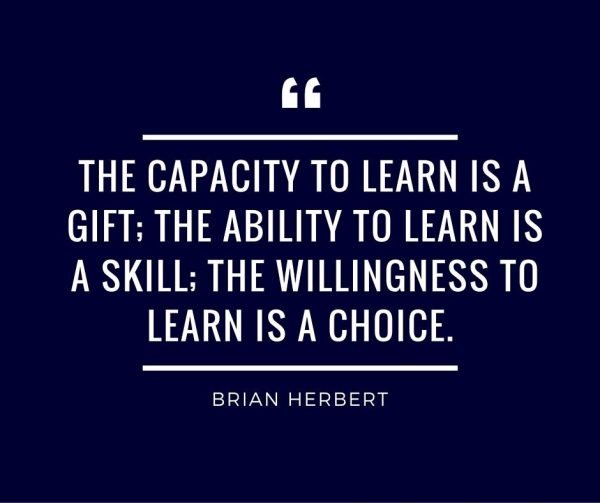 “
THE CAPACITY TO LEARN IS A
GIFT; THE ABILITY TO LEARN IS
A SKILL; THE WILLINGNESS TO
LEARN IS A CHOICE.
BRIAN HERBERT